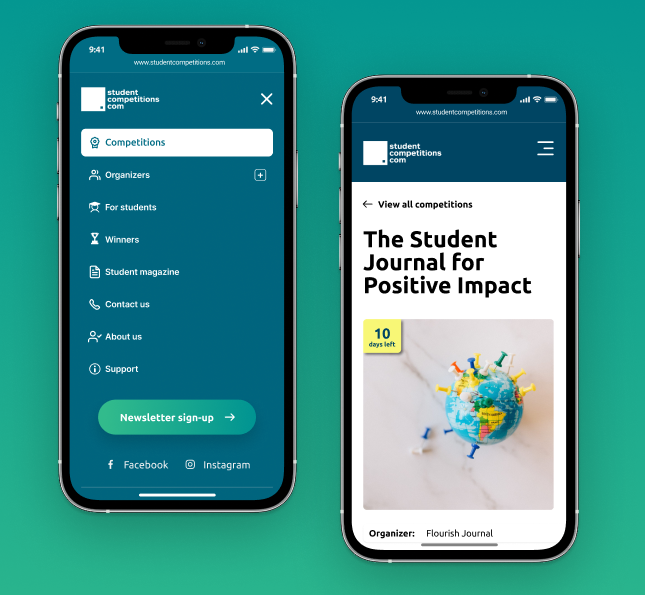 9:41
www.studentcompetitions.com
student
competitions
com
Competitions
Organizers
For students
Winners
Student magazine
Contact us
About us
Support
Newsletter sign-up
Facebook
Instagram
9:41
www.studentcompetitions.com
student
competitions
com
View all competitions
The Student
Journal for
Positive Impact
10
days left
Organizer: Flourish Journal